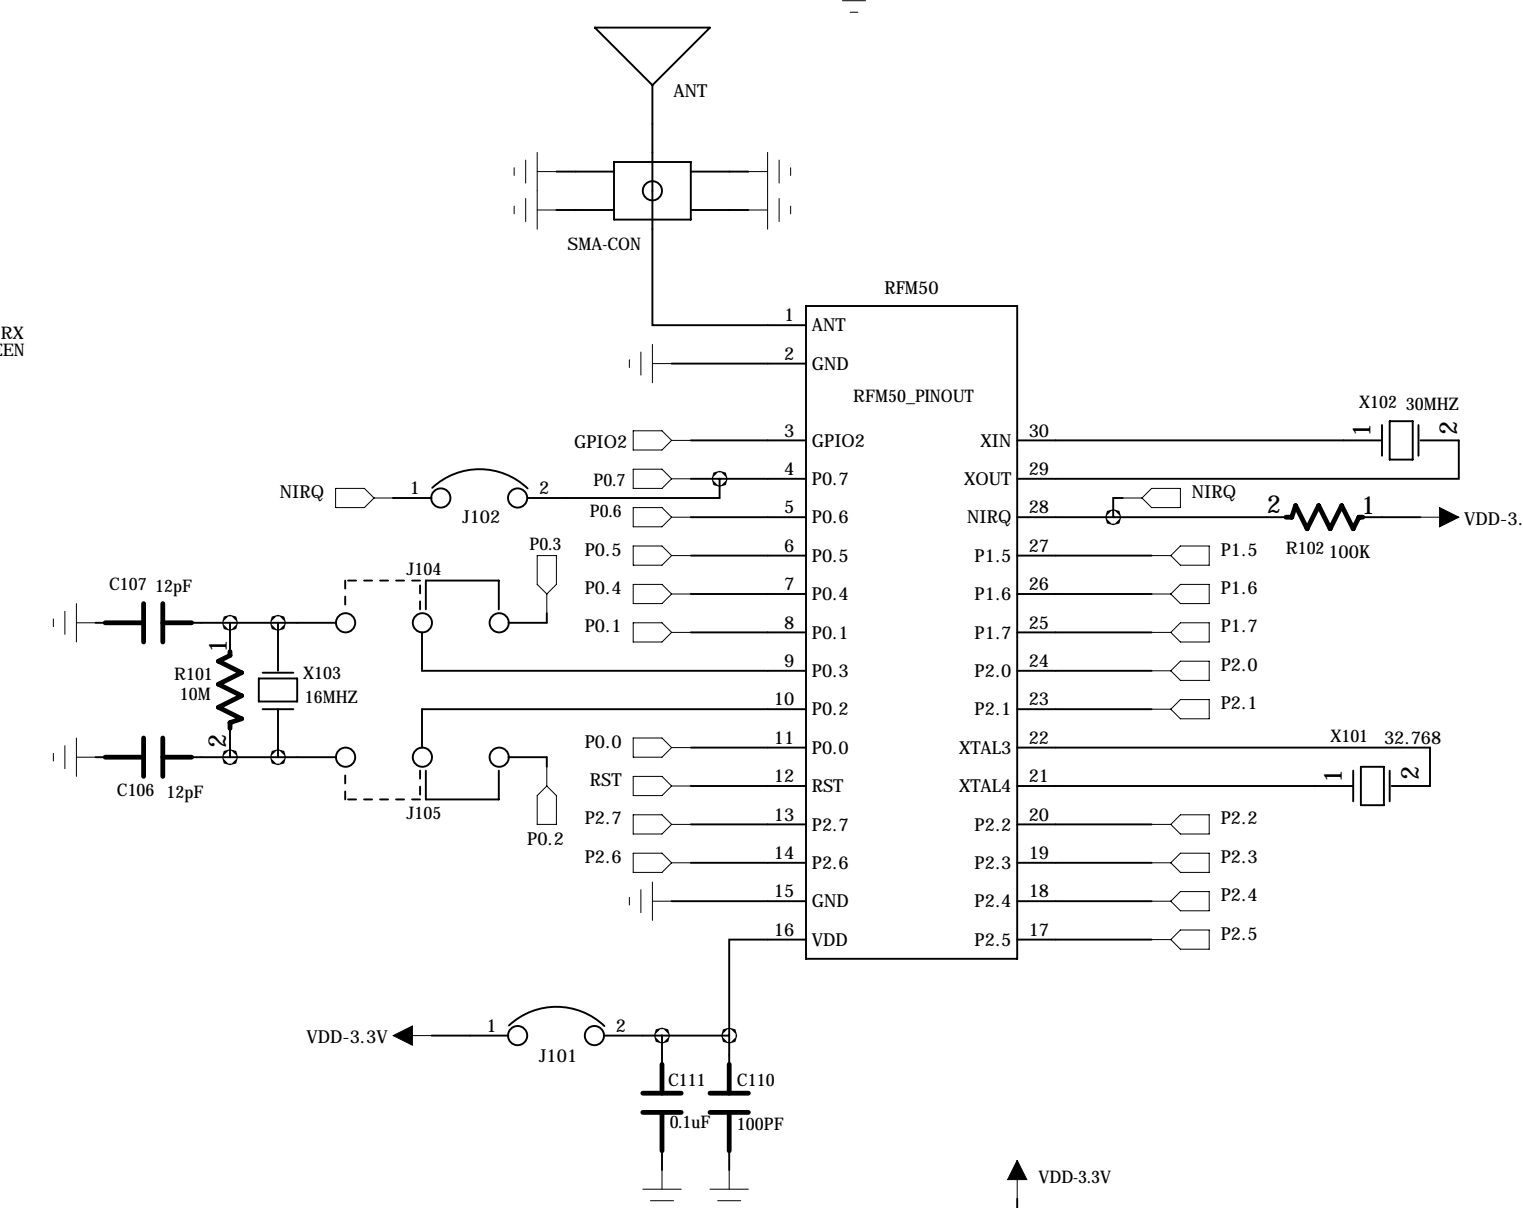 ANT
SMA-CON
RX
EEN
RFM50
1 ANT
2 GND
RFM50_PINOUT
X102 30MHZ
1 2
GPIO2 3 GPIO2
XIN 30
P0.7 4 P0.7
XOUT 29
NIRQ 1 2
J102
NIRQ
P0.6 5 P0.6
NIRQ 28
2 1
VDD-3.
R102 100K
P0.3
P0.5 6 P0.5
P1.5 27 P1.5
J104
C107 12pF
P0.4 7 P0.4
P1.6 26 P1.6
P0.1 8 P0.1
P1.7 25 P1.7
1
R101
10M
2
X103
16MHZ
9 P0.3
P2.0 24 P2.0
10 P0.2
P2.1 23 P2.1
P0.0 11 P0.0
XTAL3 22
X101 32.768
1 2
C106 12pF
RST 12 RST
XTAL4 21
J105
P0.2
P2.7 13 P2.7
P2.2 20 P2.2
P2.6 14 P2.6
P2.3 19 P2.3
15 GND
P2.4 18 P2.4
16 VDD
P2.5 17 P2.5
VDD-3.3V 1 2
J101
C111
0.1uF
C110
100PF
VDD-3.3V